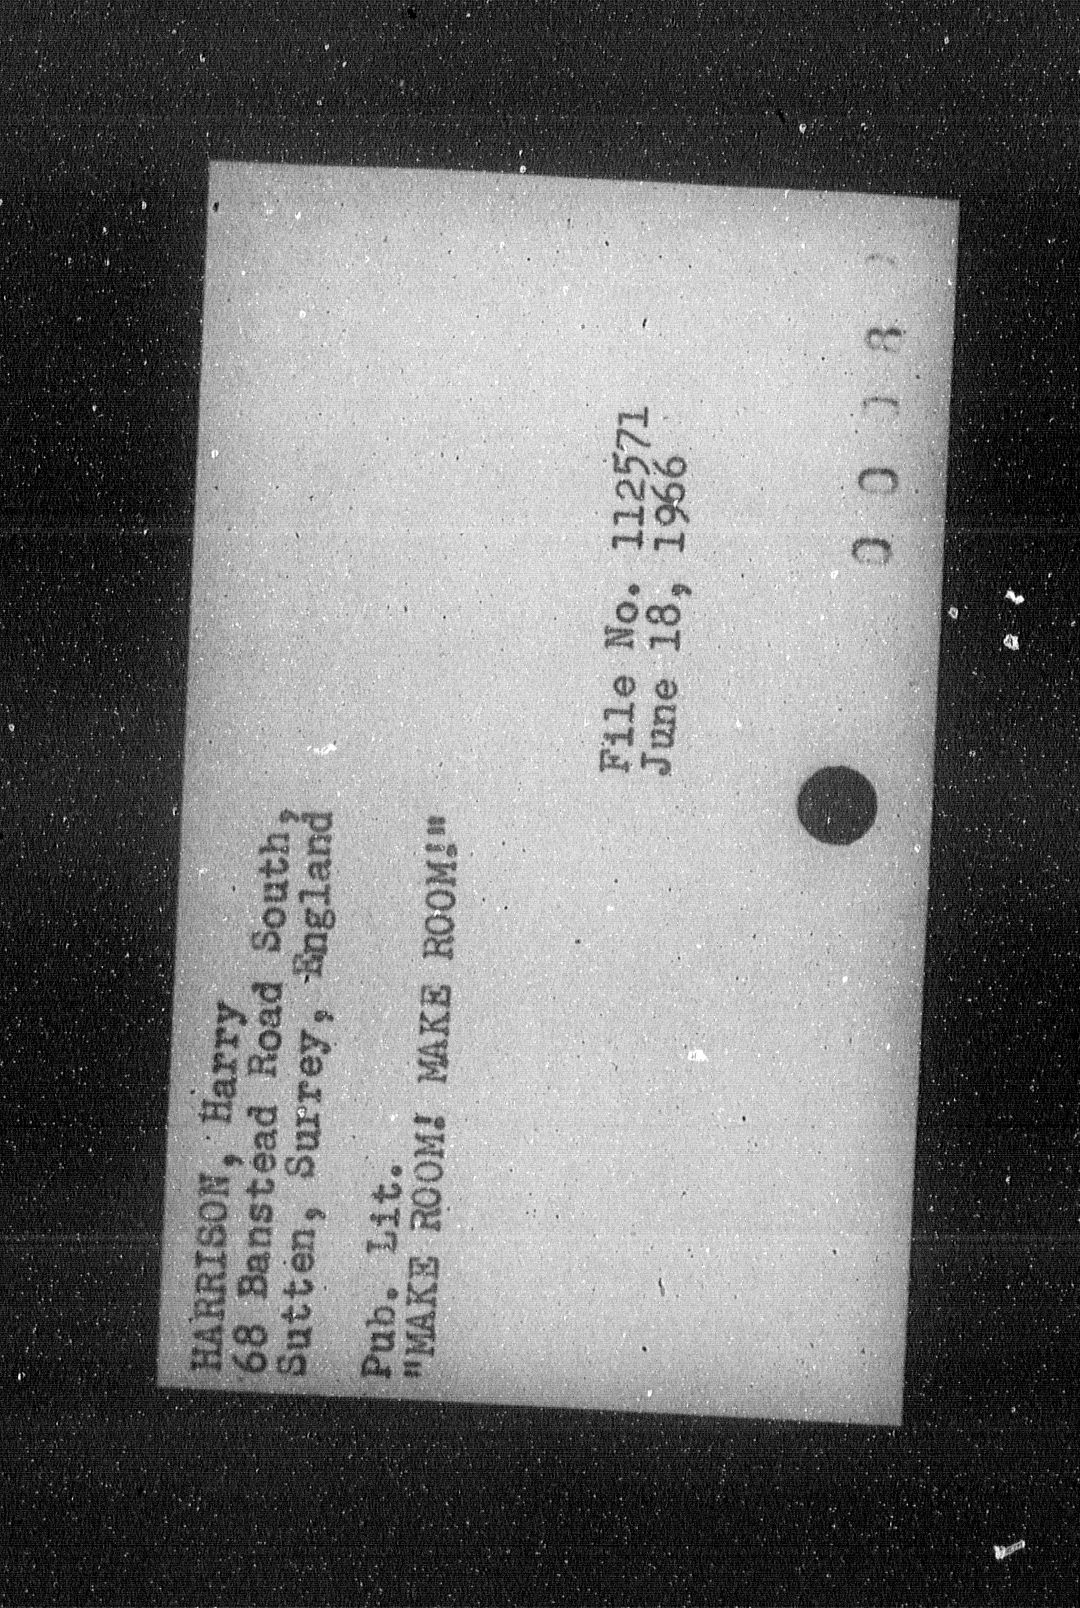 HARRISON, Harry
68 Banstead Road South,
Sutten, Surrey, England
Pub. Lit.
"MAKE ROOM! MAKE ROOM!"
File No. 112571
June 18, 1966